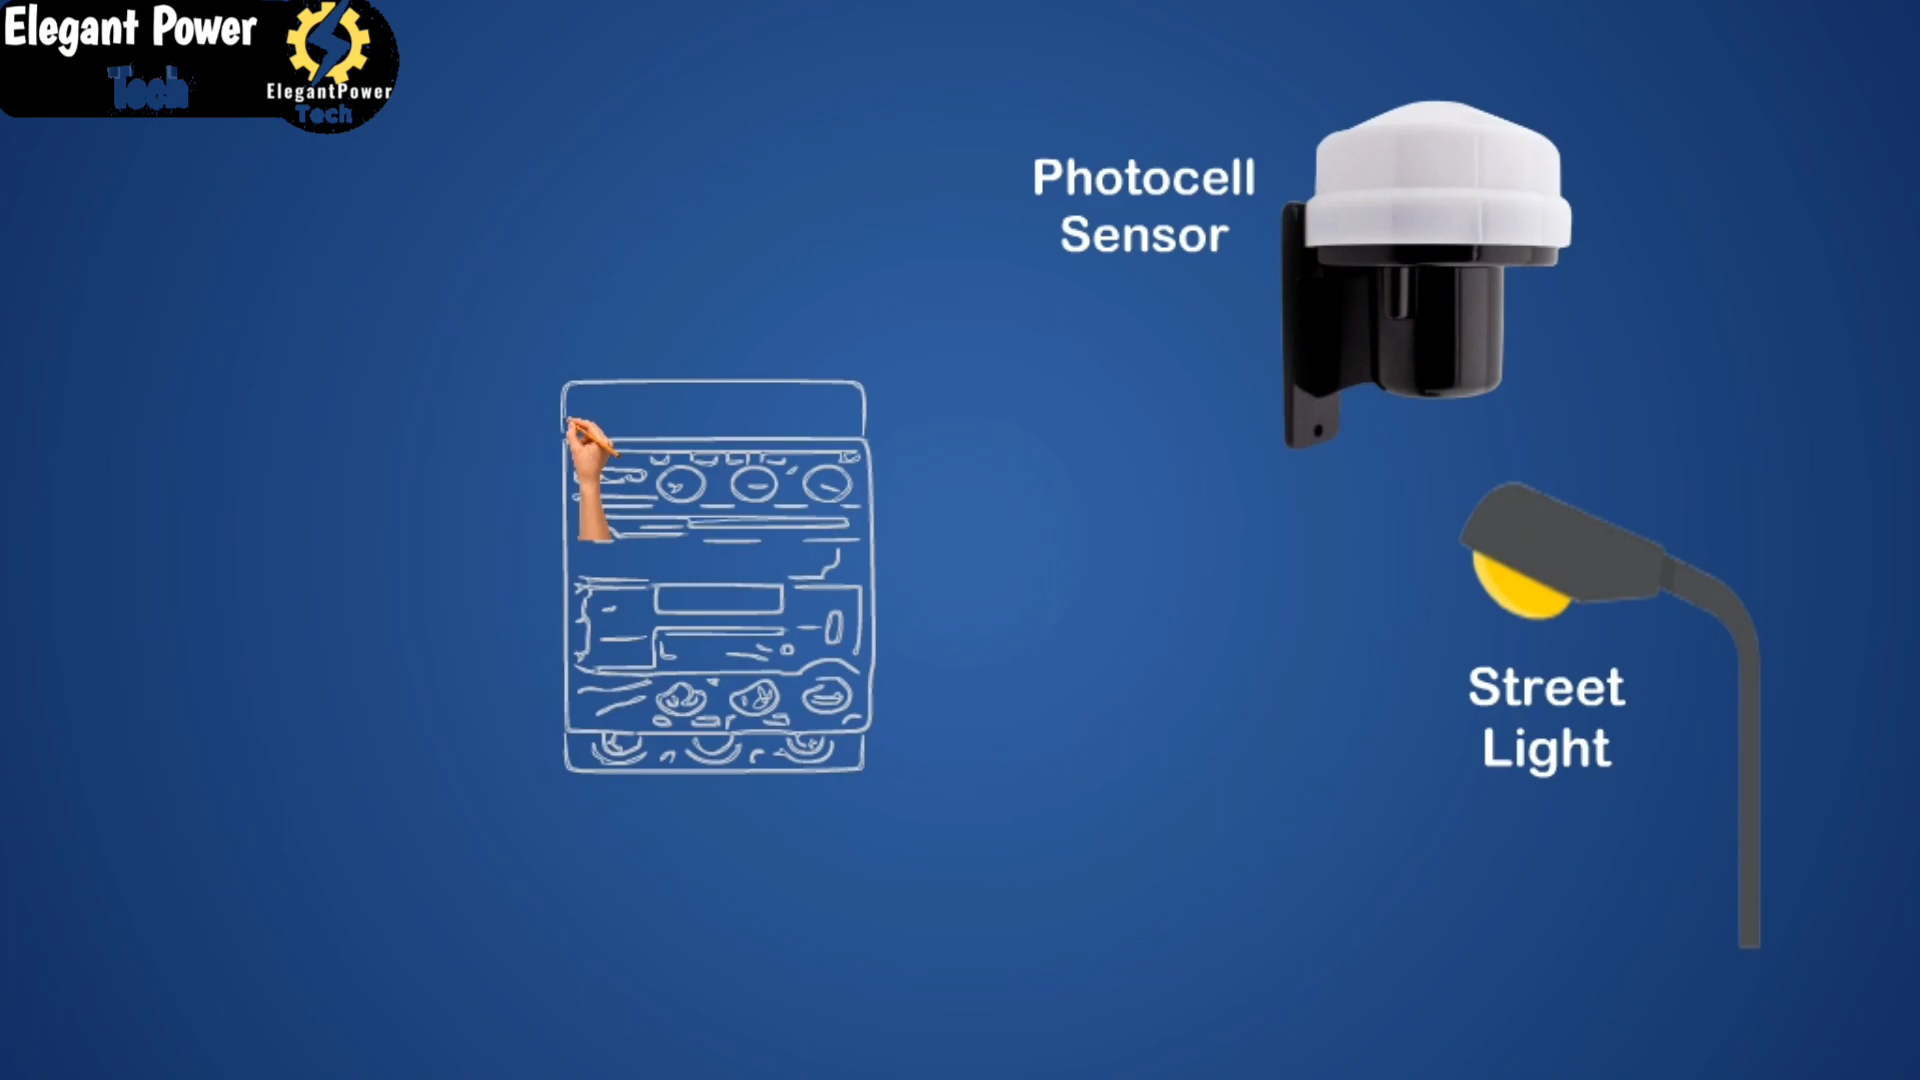 Elegant Power
Tech
ElegantPower
Tech
Photocell
Sensor
Street
Light